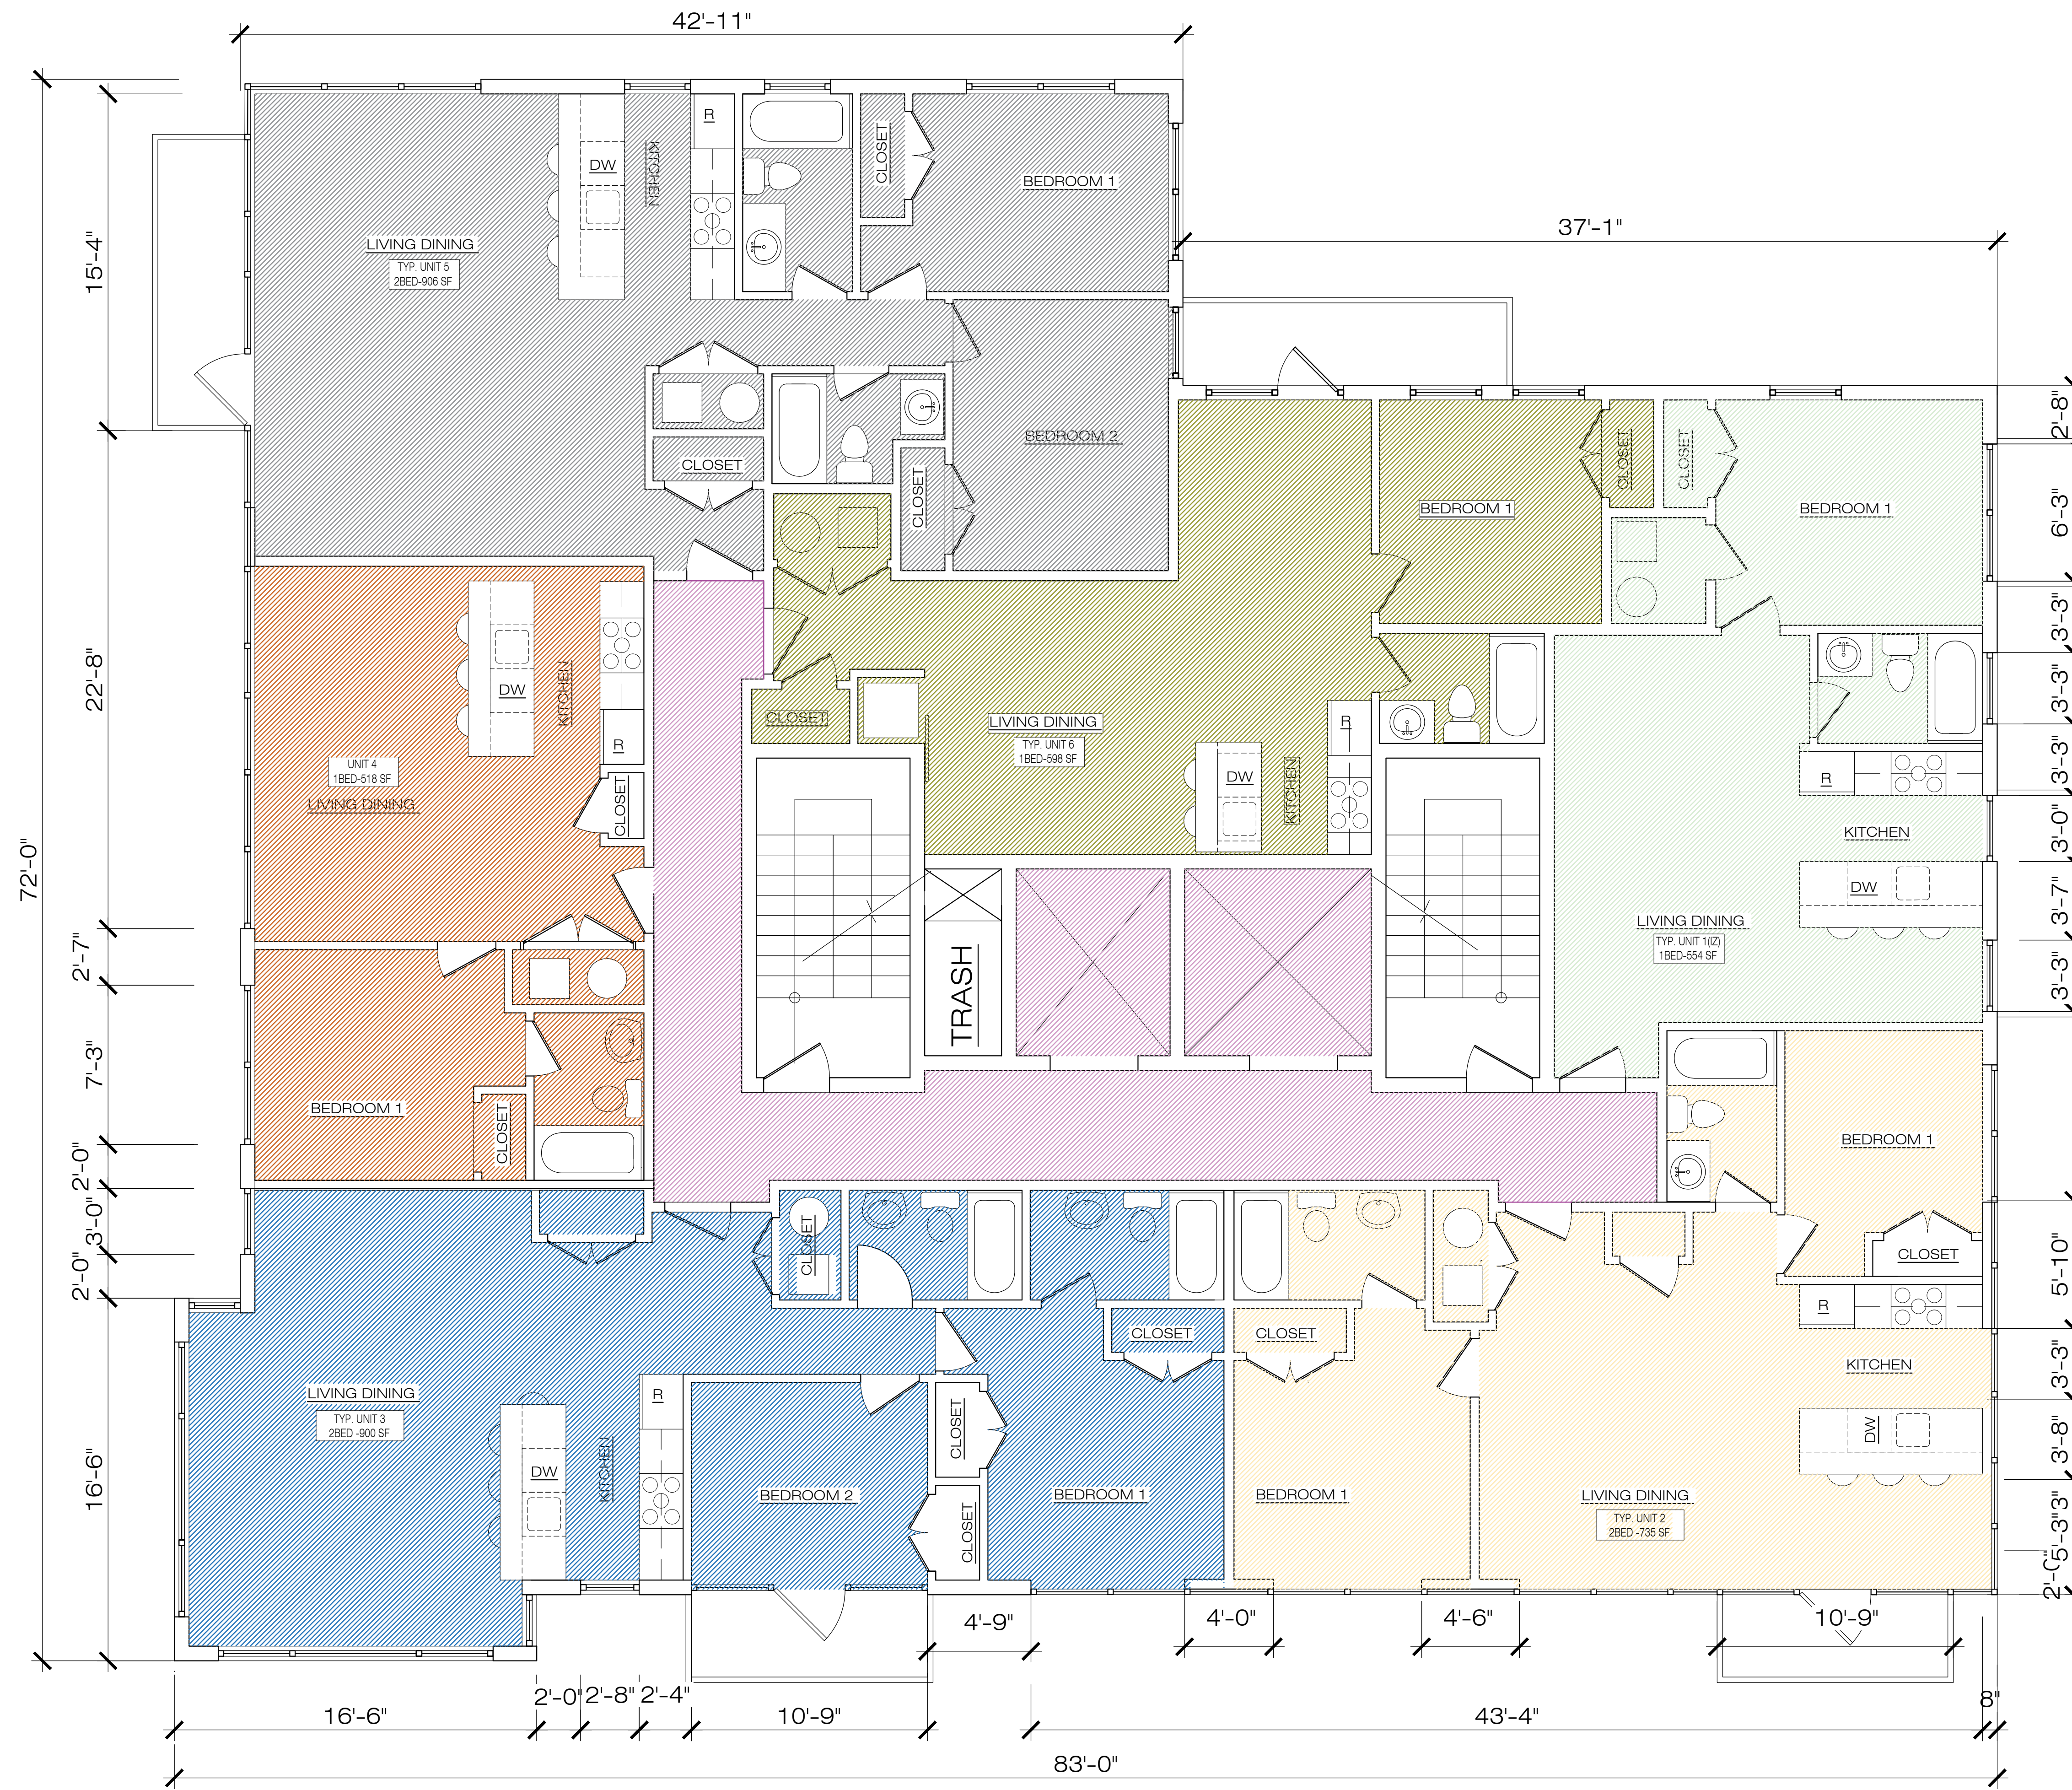 42'-11"
37'-1"
72'-0"
15'-4"
22'-8"
2'-7"
7'-3"
2'-0"
3'-0"
2'-0"
16'-6"
LIVING DINING
TYP. UNIT 5
2BED-906 SF
DW
KITCHEN
R
CLOSET
BEDROOM 1
BEDROOM 2
CLOSET
CLOSET
UNIT 4
1BED-518 SF
LIVING DINING
DW
KITCHEN
R
CLOSET
BEDROOM 1
CLOSET
CLOSET
LIVING DINING
TYP. UNIT 6
1BED-598 SF
DW
KITCHEN
R
BEDROOM 1
CLOSET
TRASH
CLOSET
BEDROOM 1
R
KITCHEN
DW
LIVING DINING
TYP. UNIT 1(IZ)
1BED-554 SF
BEDROOM 1
CLOSET
R
KITCHEN
DW
LIVING DINING
TYP. UNIT 2
2BED -735 SF
CLOSET
BEDROOM 1
CLOSET
CLOSET
BEDROOM 1
CLOSET
CLOSET
BEDROOM 2
LIVING DINING
TYP. UNIT 3
2BED -900 SF
R
DW
KITCHEN
2'-8"
6'-3"
3'-3"
3'-3"
3'-3"
3'-0"
3'-7"
3'-3"
5'-10"
3'-3"
3'-8"
5'-3"
4'-9"
4'-0"
4'-6"
10'-9"
16'-6"
2'-0"
2'-8"
2'-4"
10'-9"
43'-4"
8"
83'-0"